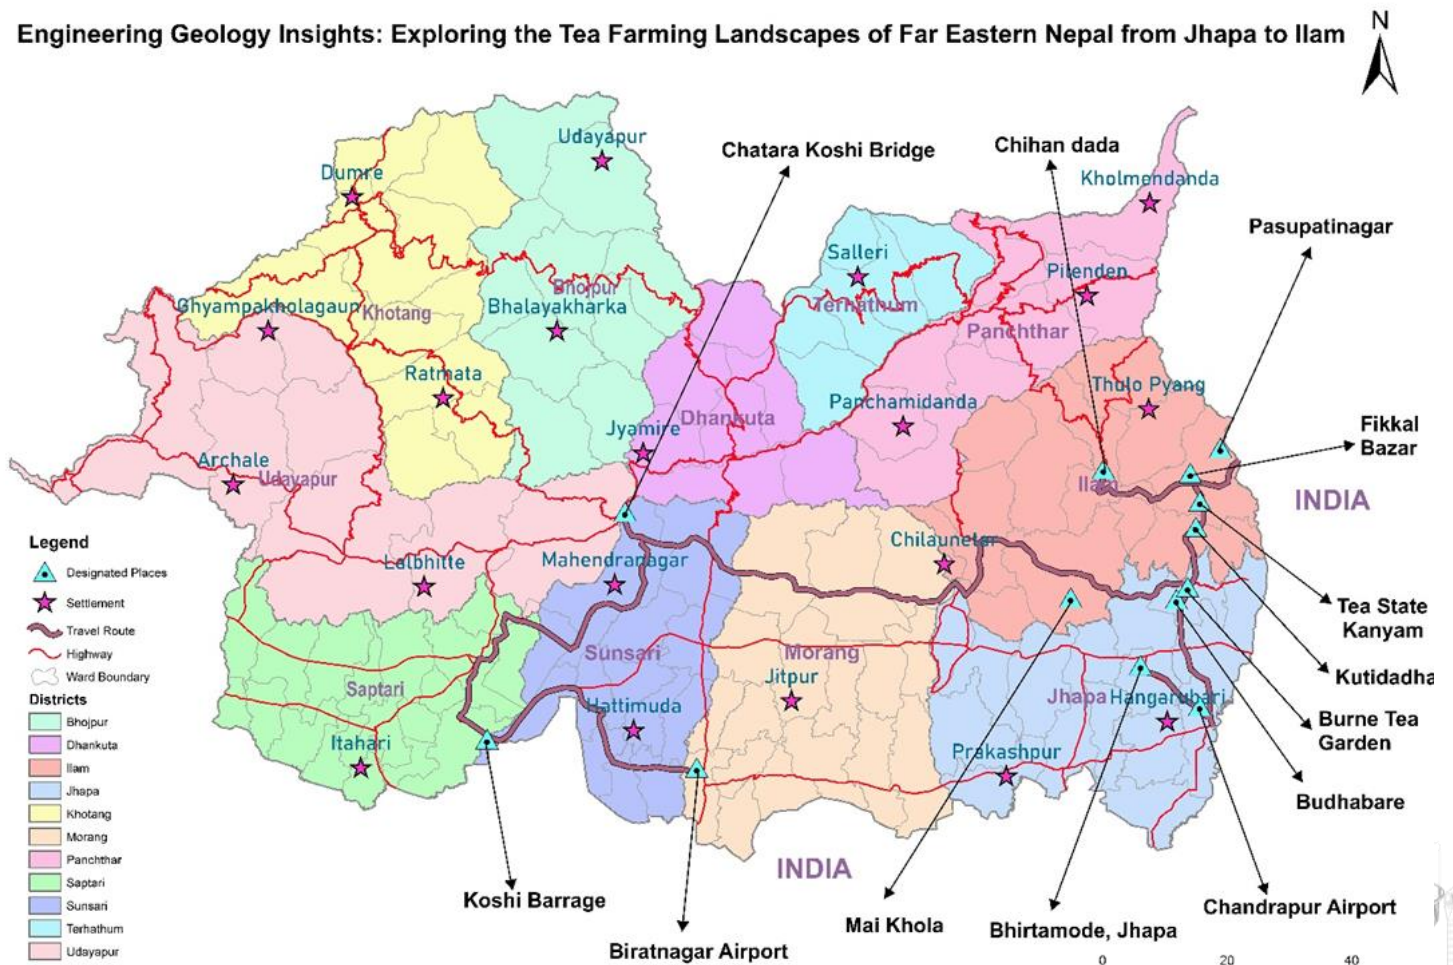 Engineering Geology Insights: Exploring the Tea Farming Landscapes of Far Eastern Nepal from Jhapa to Ilam
N
Chatara Koshi Bridge
Chihan dada
Udayapur
Dumre
Kholmendanda
Pasupatinagar
Salleri
Pilenden
Bhojpur
Ghyampakholagaun
Khotang
Bhalayakharka
Terhathum
Panchthar
Ratmata
Thulo Pyang
Panchamidanda
Dhankuta
Jyamire
Fikkal
Bazar
Archale
Udayapur
Ilam
INDIA
Legend
Designated Places
Settlement
Travel Route
Highway
Ward Boundary
Districts
Bhojpur
Dhankuta
Ilam
Jhapa
Khotang
Morang
Panchthar
Saptari
Sunsari
Terhathum
Udayapur
Lalbhitte
Mahendranagar
Chilaunetar
Tea State
Kanyam
Sunsari
Morang
Kutidadha
Saptari
Jitpur
Jhapa
Hangarubari
Hattimuda
Burne Tea
Garden
Itahari
Prakashpur
Budhabare
INDIA
Koshi Barrage
Chandrapur Airport
Mai Khola
Bhirtamode, Jhapa
Biratnagar Airport
0 20 40